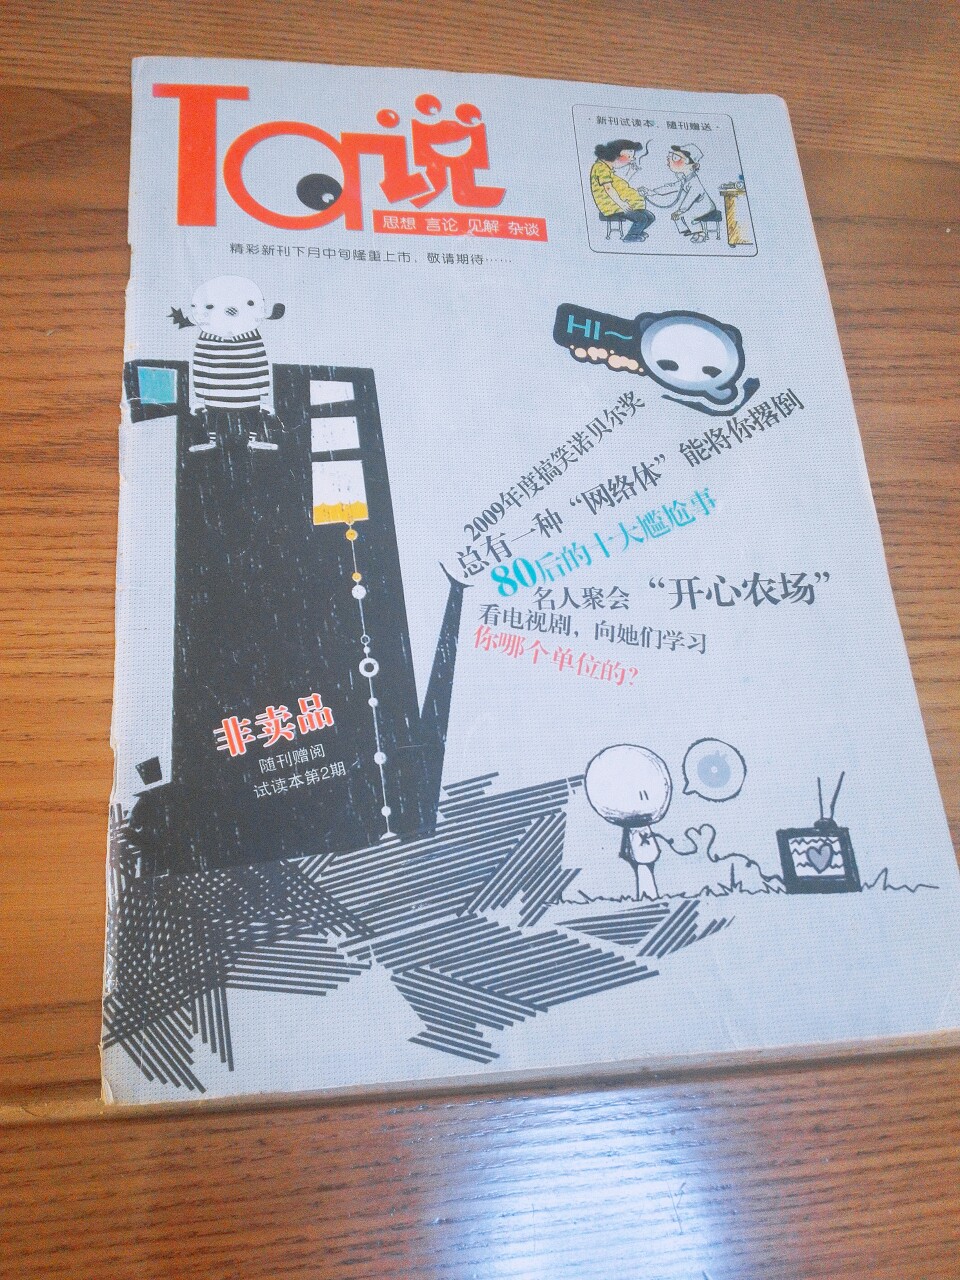 Ta说
思想 言论 见解 杂谈
精彩新刊下月中旬隆重上市，敬请期待……
·新刊试读本，随刊赠送·
HI～
2009年度搞笑诺贝尔奖
总有一种“网络体”能将你撂倒
80后的十大尴尬事
名人聚会“开心农场”
看电视剧，向她们学习
你哪个单位的？
非卖品
随刊赠阅
试读本第2期